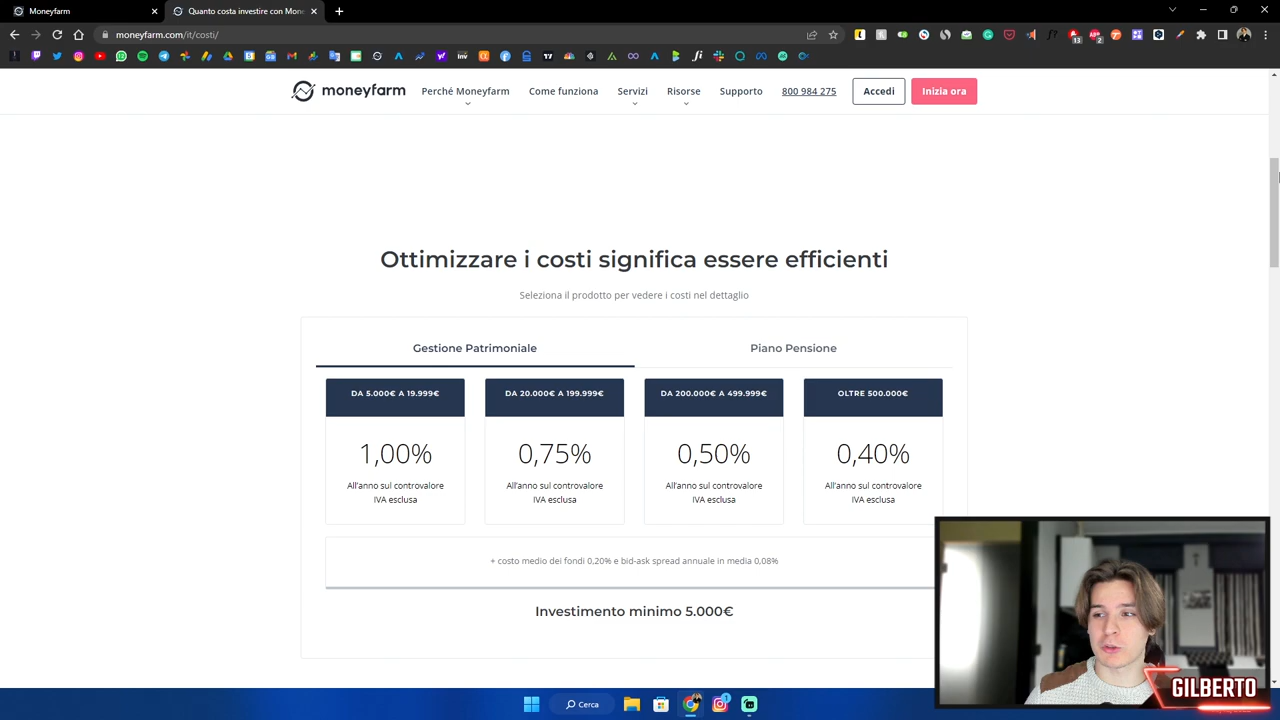 Moneyfarm
Quanto costa investire con Mone
moneyfarm.com/it/costi/
moneyfarm
Perché Moneyfarm
Come funziona
Servizi
Risorse
Supporto
800 984 275
Accedi
Inizia ora
Ottimizzare i costi significa essere efficienti
Seleziona il prodotto per vedere i costi nel dettaglio
Gestione Patrimoniale
Piano Pensione
DA 5.000€ A 19.999€
1,00%
All'anno sul controvalore
IVA esclusa
DA 20.000€ A 199.999€
0,75%
All'anno sul controvalore
IVA esclusa
DA 200.000€ A 499.999€
0,50%
All'anno sul controvalore
IVA esclusa
OLTRE 500.000€
0,40%
All'anno sul controvalore
IVA esclusa
+ costo medio dei fondi 0,20% e bid-ask spread annuale in media 0,08%
Investimento minimo 5.000€
GILBERTO
Cerca